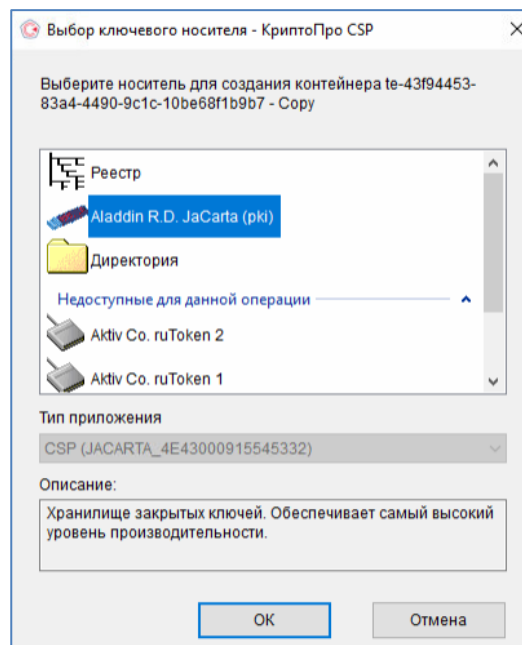 Выбор ключевого носителя - КриптоПро CSP
Выберите носитель для создания контейнера te-43f94453-
83a4-4490-9c1c-10be68f1b9b7 - Copy
Реестр
Aladdin R.D. JaCarta (pki)
Директория
Недоступные для данной операции
Aktiv Co. ruToken 2
Aktiv Co. ruToken 1
Тип приложения
CSP (JACARTA_4E43000915545332)
Описание:
Хранилище закрытых ключей. Обеспечивает самый высокий
уровень производительности.
ОК
Отмена